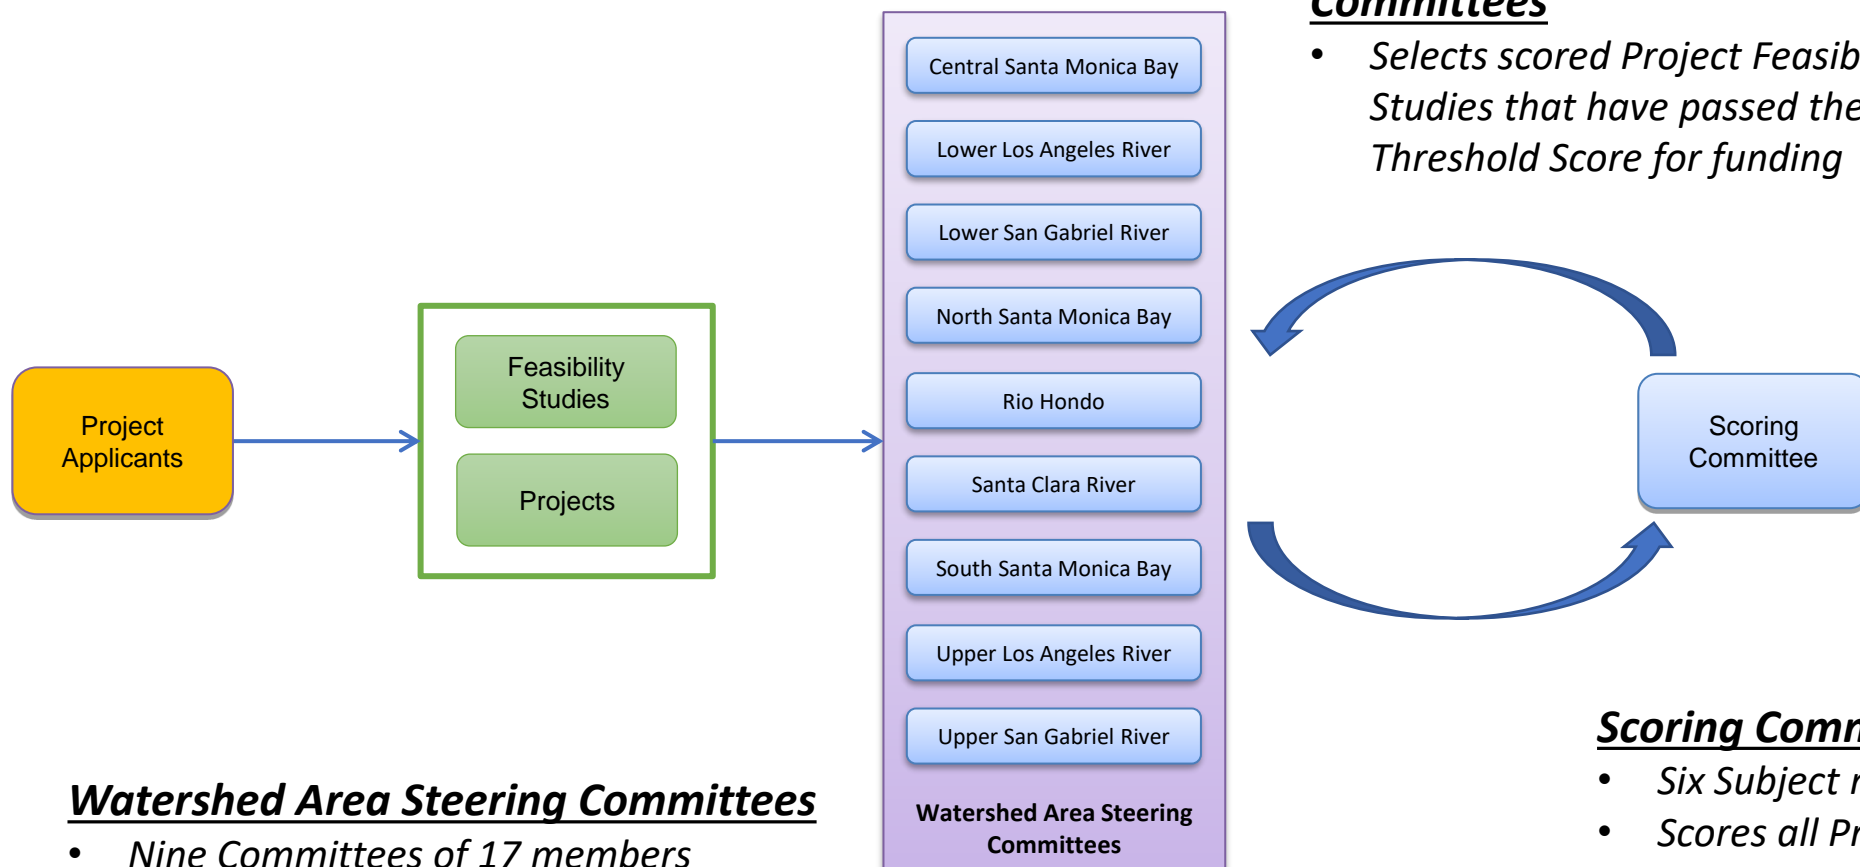 Committees
• Selects scored Project
Studies that have passed the
Threshold Score for funding
Central Santa Monica Bay
Lower Los Angeles River
Lower San Gabriel River
North Santa Monica Bay
Rio Hondo
Santa Clara River
South Santa Monica Bay
Upper Los Angeles River
Upper San Gabriel River
Watershed Area Steering
Committees
Project
Applicants
Feasibility
Studies
Projects
Scoring
Committee
Watershed Area Steering Committees
• Nine Committees of 17 members
Scoring
• Six Subject
• Scores all